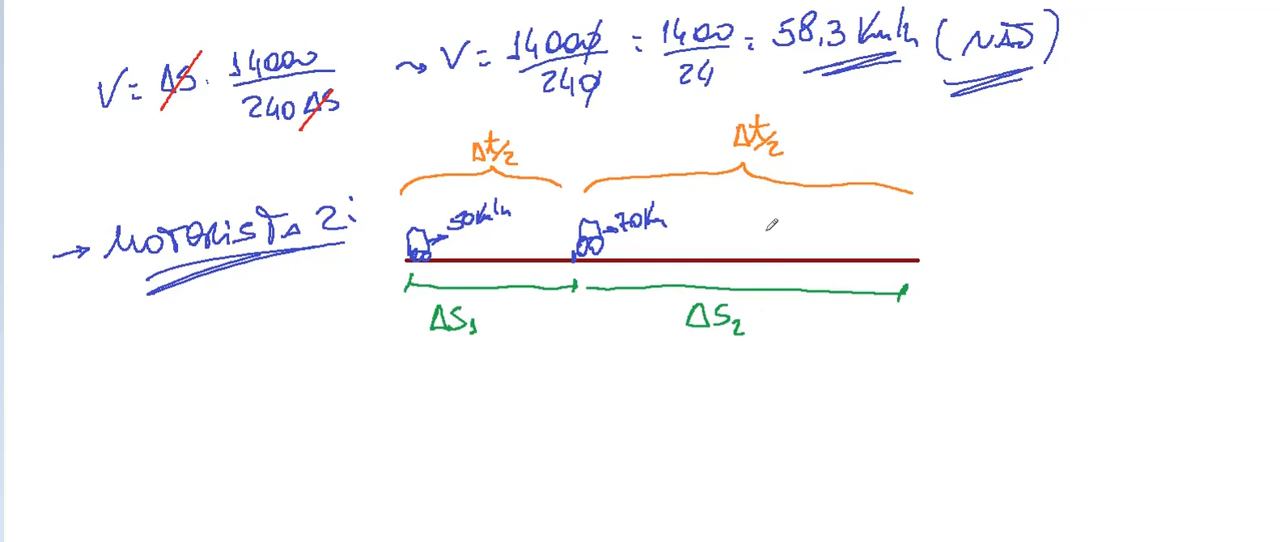 V = ΔS · 14000 / 240 ΔS ⇝ V = 14000 / 240 = 1400 / 24 = 58,3 Km/h (NÃO)
Δt/2 Δt/2
→ MOTORISTA 2: 50Km/h 70Km
ΔS₁ ΔS₂